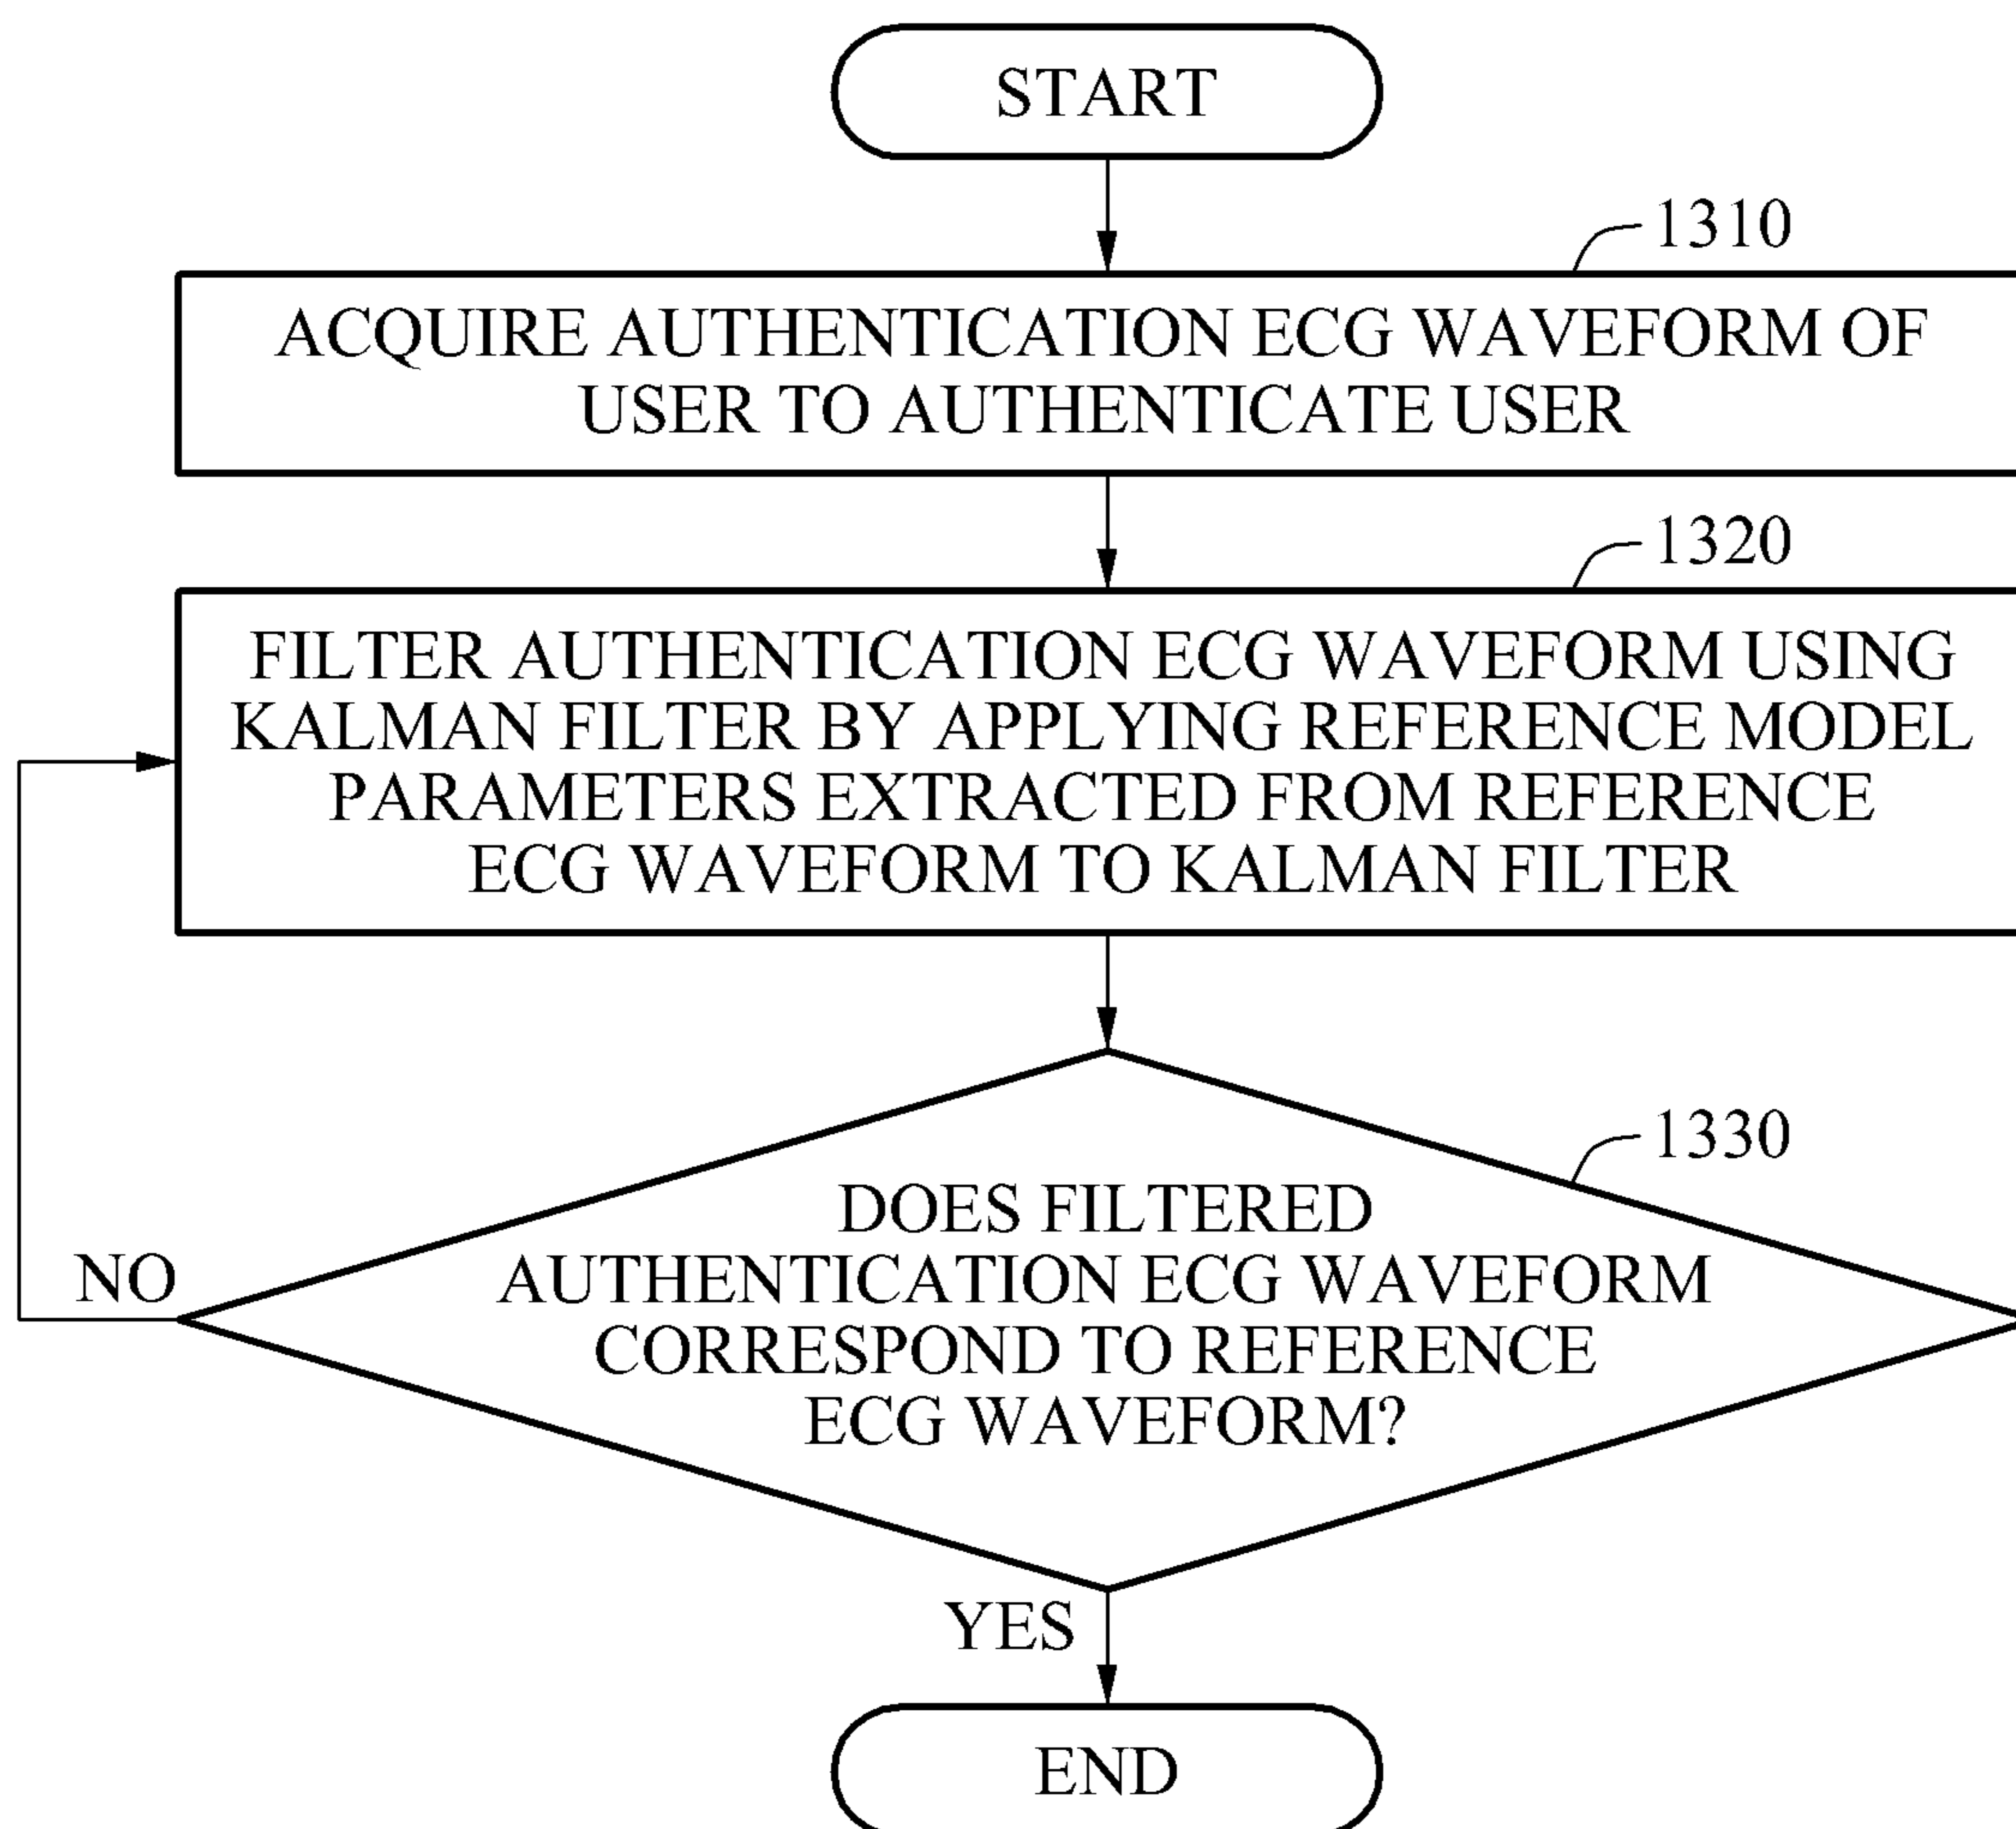 START
1310
ACQUIRE AUTHENTICATION ECG WAVEFORM OF
USER TO AUTHENTICATE USER
1320
FILTER AUTHENTICATION ECG WAVEFORM USING
KALMAN FILTER BY APPLYING REFERENCE MODEL
PARAMETERS EXTRACTED FROM REFERENCE
ECG WAVEFORM TO KALMAN FILTER
1330
DOES FILTERED
AUTHENTICATION ECG WAVEFORM
CORRESPOND TO REFERENCE
ECG WAVEFORM?
NO
YES
END